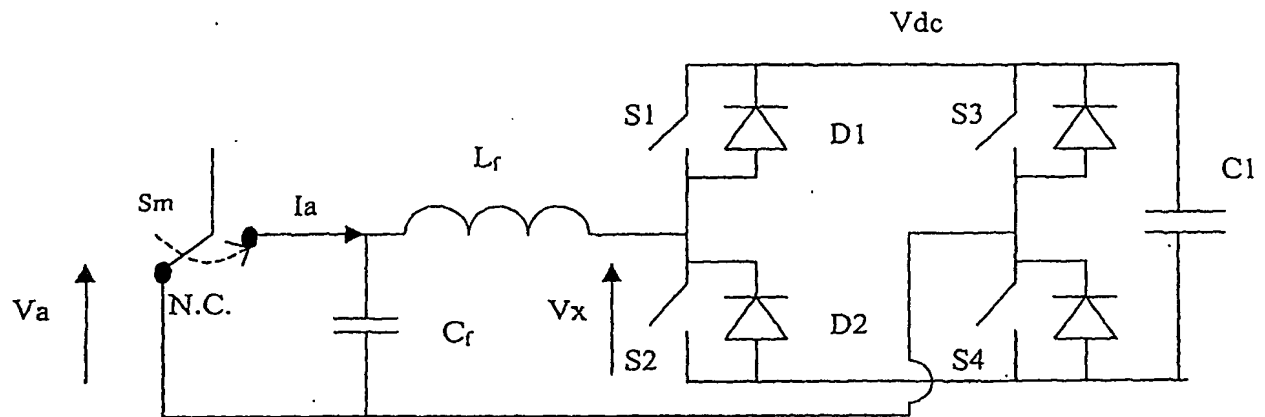 Vdc
S1
D1
S3
C1
Lf
Sm
Ia
Va
N.C.
Cf
Vx
S2
D2
S4